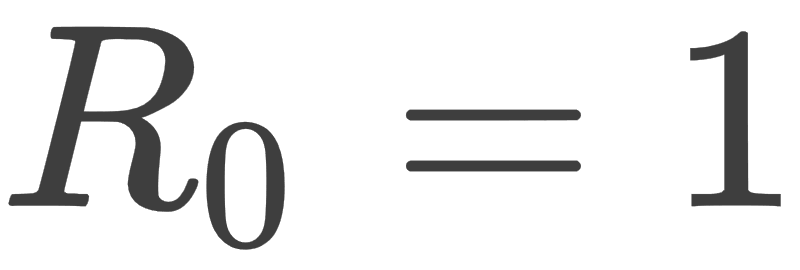 R₀ = 1